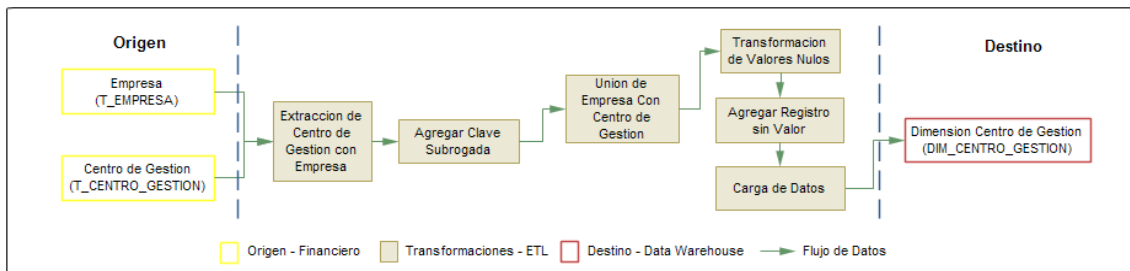 Origen
Destino
Empresa
(T_EMPRESA)
Centro de Gestion
(T_CENTRO_GESTION)
Extraccion de
Centro de
Gestion con
Empresa
Agregar Clave
Subrogada
Union de
Empresa Con
Centro de
Gestion
Transformacion
de Valores Nulos
Agregar Registro
sin Valor
Carga de Datos
Dimension Centro de Gestion
(DIM_CENTRO_GESTION)
Origen - Financiero
Transformaciones - ETL
Destino - Data Warehouse
Flujo de Datos